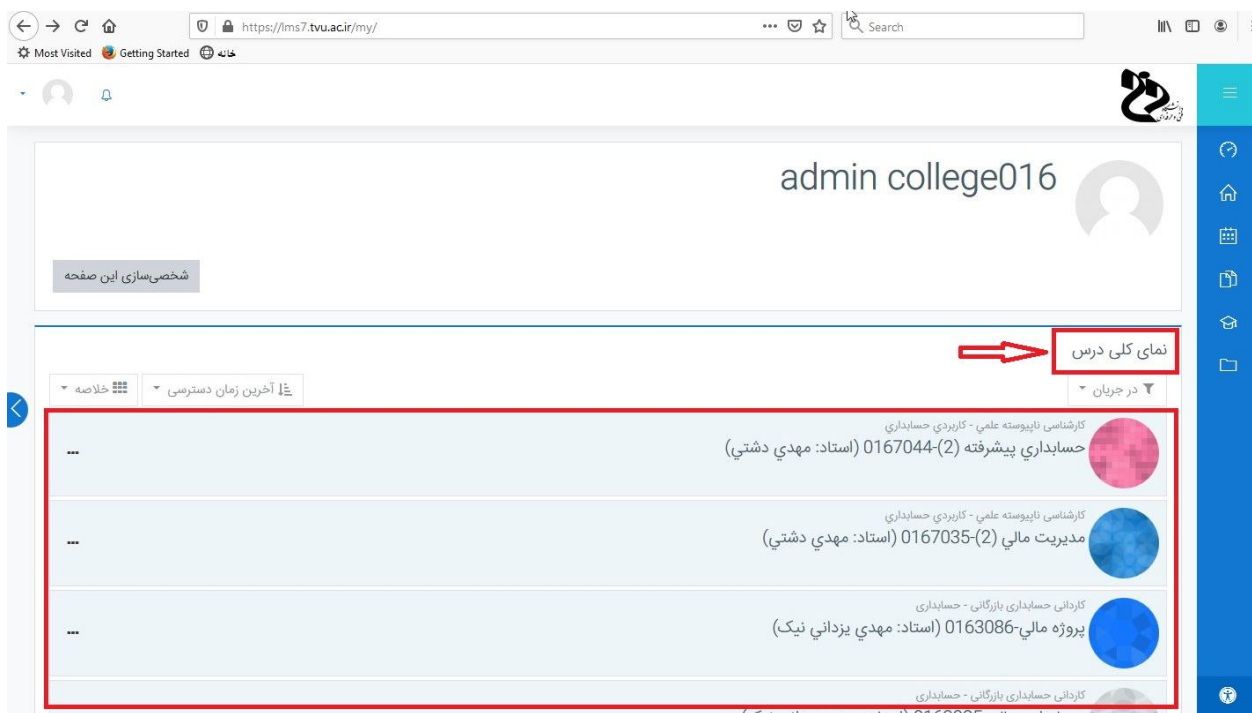 https://lms7.tvu.ac.ir/my/
Search
Most Visited
Getting Started
خانه
admin college016
شخصی‌سازی این صفحه
نمای کلی درس
در جریان
آخرین زمان دسترسی
خلاصه
کارشناسی ناپیوسته علمي - کاربردي حسابداري
حسابداري پيشرفته (2)-0167044 (استاد: مهدي دشتي)
کارشناسی ناپیوسته علمي - کاربردي حسابداري
مديريت مالي (2)-0167035 (استاد: مهدي دشتي)
کاردانی حسابداری بازرگانی - حسابداری
پروژه مالي-0163086 (استاد: مهدي يزداني نيک)
کاردانی حسابداری بازرگانی - حسابداری